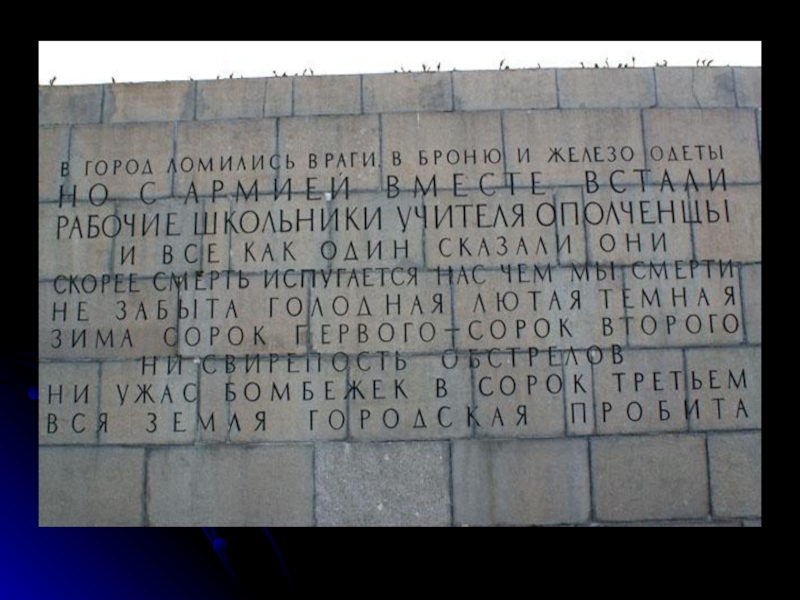 В ГОРОД ЛОМИЛИСЬ ВРАГИ, В БРОНЮ И ЖЕЛЕЗО ОДЕТЫ
НО С АРМИЕЙ ВМЕСТЕ ВСТАЛИ
РАБОЧИЕ ШКОЛЬНИКИ УЧИТЕЛЯ ОПОЛЧЕНЦЫ
И ВСЕ КАК ОДИН СКАЗАЛИ ОНИ
СКОРЕЕ СМЕРТЬ ИСПУГАЕТСЯ НАС ЧЕМ МЫ СМЕРТИ
НЕ ЗАБЫТА ГОЛОДНАЯ ЛЮТАЯ ТЕМНАЯ
ЗИМА СОРОК ПЕРВОГО–СОРОК ВТОРОГО
НИ СВИРЕПОСТЬ ОБСТРЕЛОВ
НИ УЖАС БОМБЕЖЕК В СОРОК ТРЕТЬЕМ
ВСЯ ЗЕМЛЯ ГОРОДСКАЯ ПРОБИТА